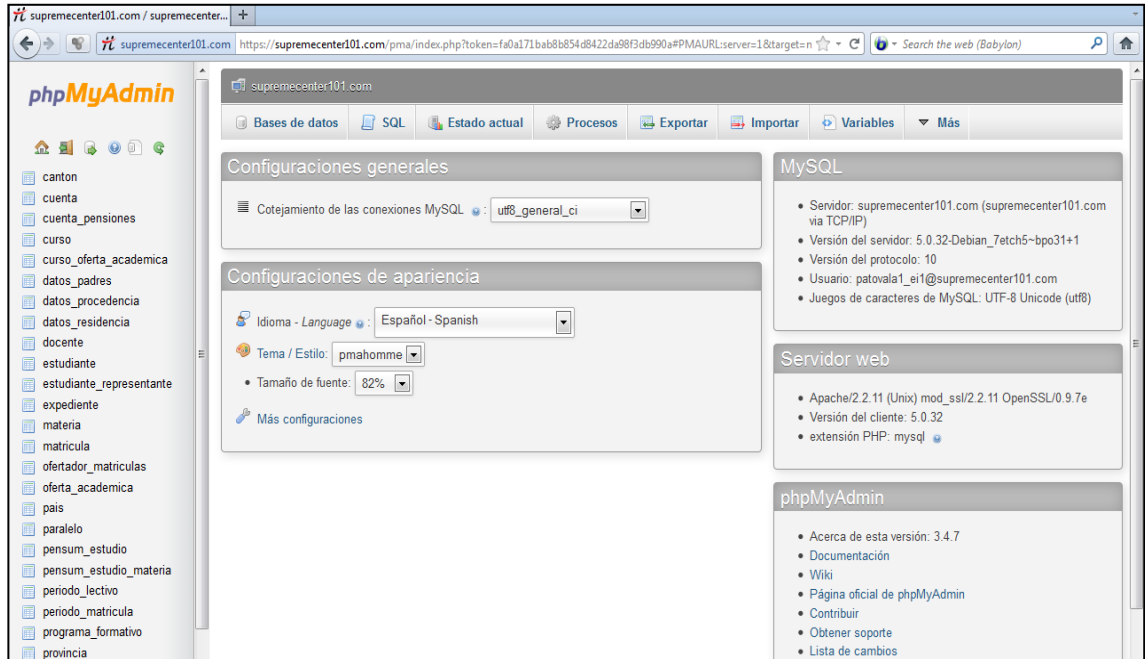 supremecenter101.com / supremecenter...
supremecenter101.com
https://supremecenter101.com/pma/index.php?token=fa0a171bab8b854d8422da98f3db990a#PMAURL:server=1&target=n
Search the web (Babylon)
phpMyAdmin
canton
cuenta
cuenta_pensiones
curso
curso_oferta_academica
datos_padres
datos_procedencia
datos_residencia
docente
estudiante
estudiante_representante
expediente
materia
matricula
ofertador_matriculas
oferta_academica
pais
paralelo
pensum_estudio
pensum_estudio_materia
periodo_lectivo
periodo_matricula
programa_formativo
provincia
supremecenter101.com
Bases de datos
SQL
Estado actual
Procesos
Exportar
Importar
Variables
Más
Configuraciones generales
Cotejamiento de las conexiones MySQL : utf8_general_ci
Configuraciones de apariencia
Idioma - Language : Español - Spanish
Tema / Estilo: pmahomme
Tamaño de fuente: 82%
Más configuraciones
MySQL
Servidor: supremecenter101.com (supremecenter101.com
via TCP/IP)
Versión del servidor: 5.0.32-Debian_7etch5~bpo31+1
Versión del protocolo: 10
Usuario: patovala1_ei1@supremecenter101.com
Juegos de caracteres de MySQL: UTF-8 Unicode (utf8)
Servidor web
Apache/2.2.11 (Unix) mod_ssl/2.2.11 OpenSSL/0.9.7e
Versión del cliente: 5.0.32
extensión PHP: mysql
phpMyAdmin
Acerca de esta versión: 3.4.7
Documentación
Wiki
Página oficial de phpMyAdmin
Contribuir
Obtener soporte
Lista de cambios